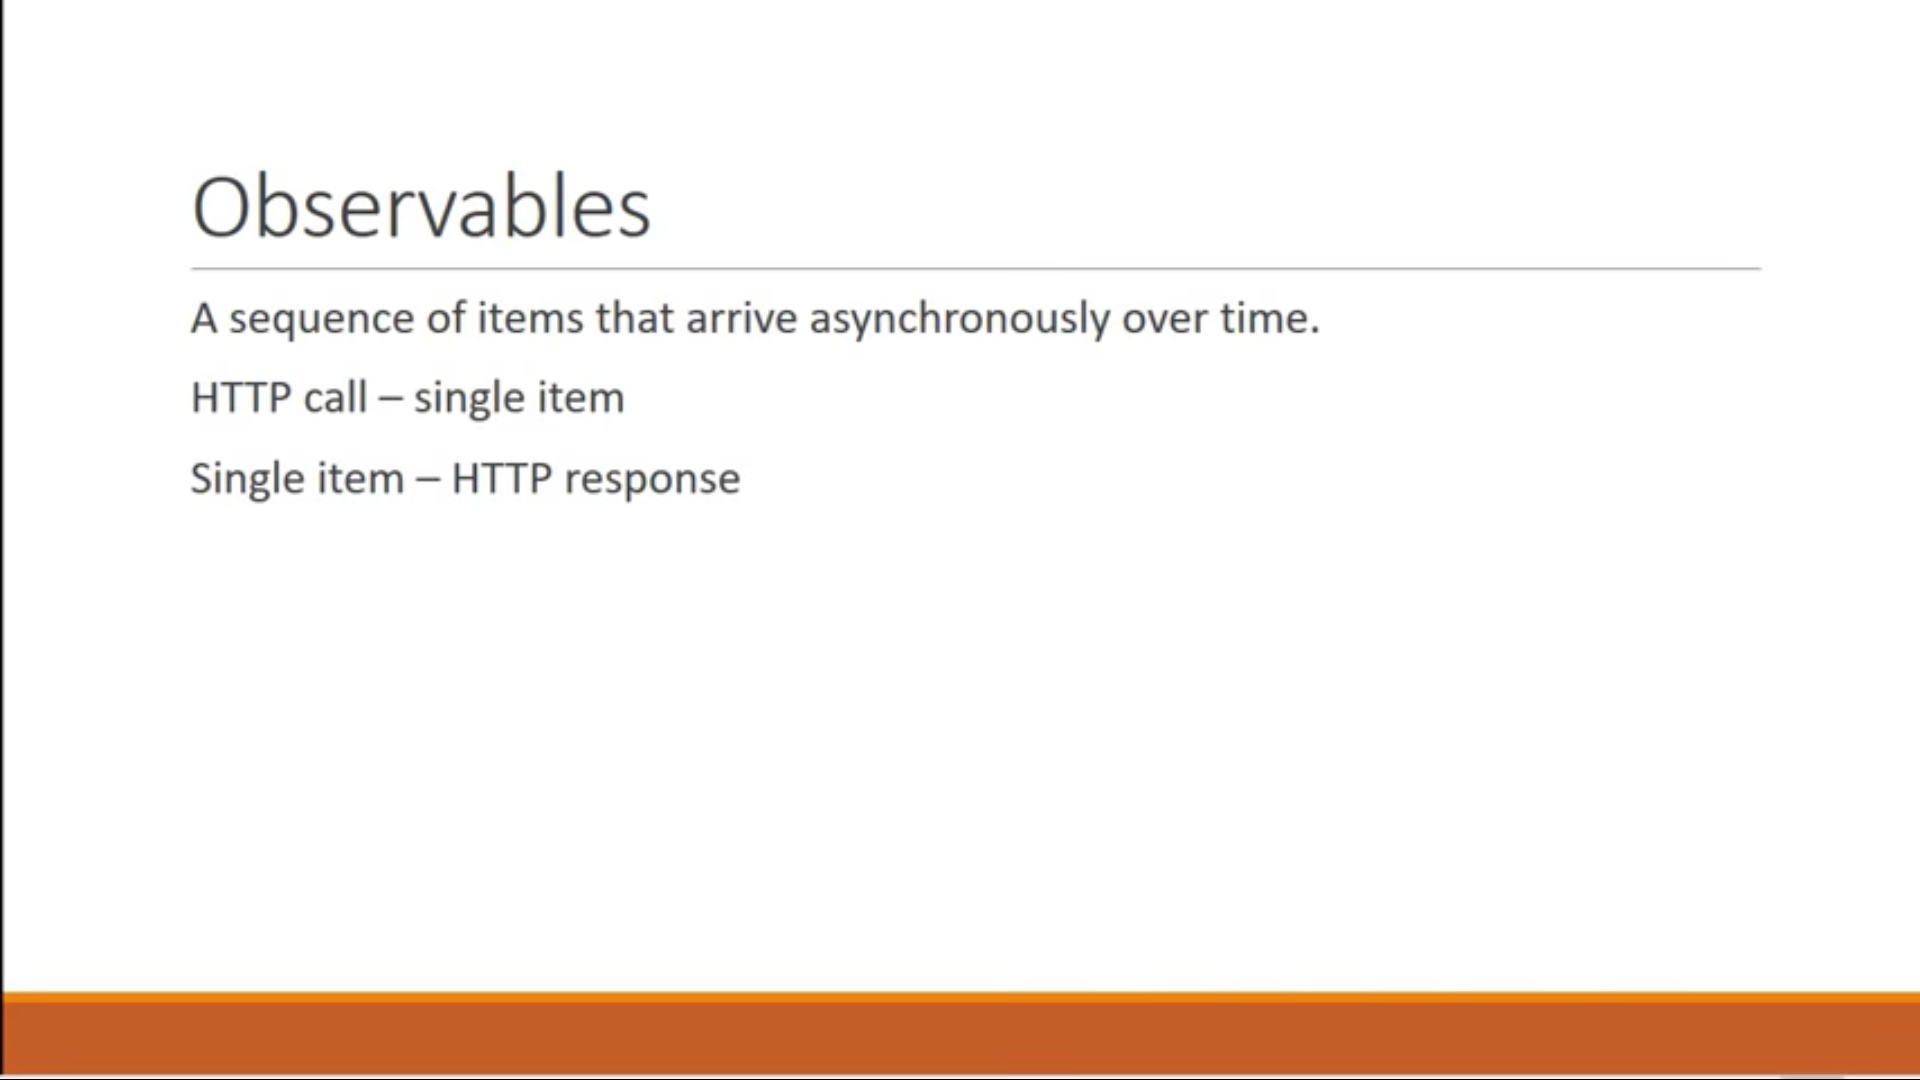 Observables
A sequence of items that arrive asynchronously over time.
HTTP call – single item
Single item – HTTP response